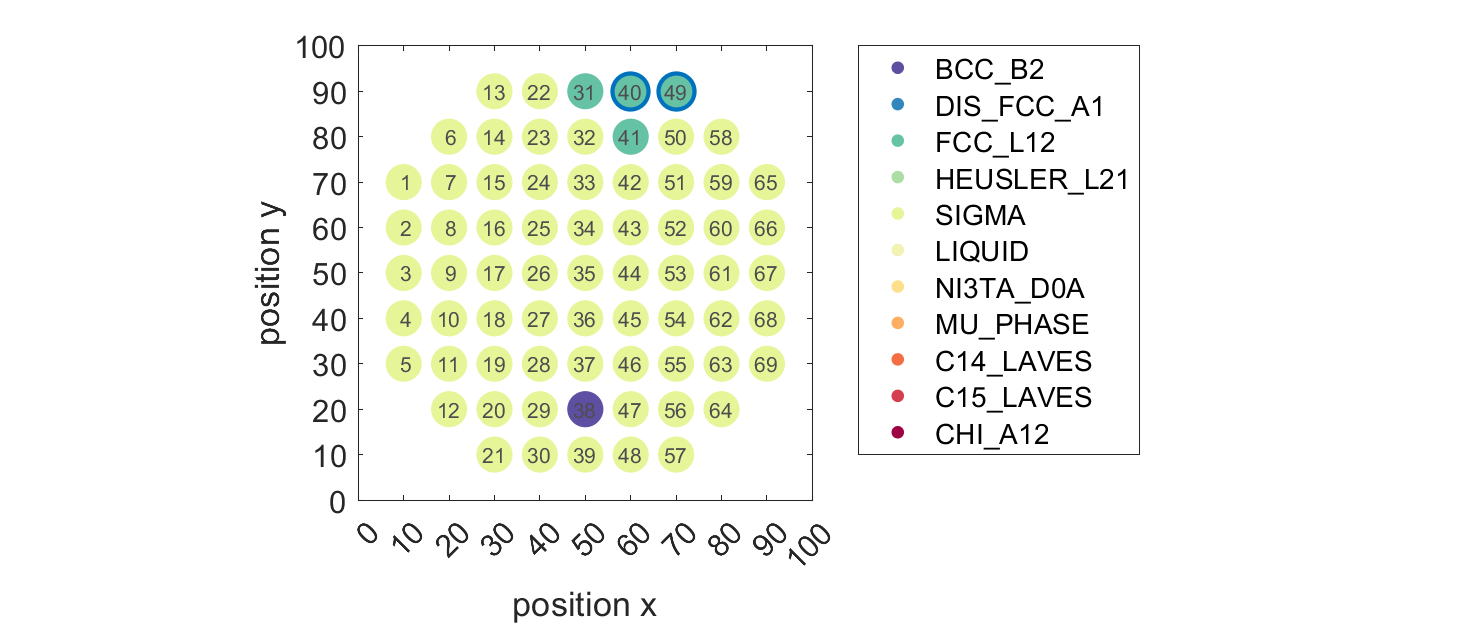 100
90
80
70
60
50
40
30
20
10
0
position y
13 22 31 40 49
6 14 23 32 41 50 58
1 7 15 24 33 42 51 59 65
2 8 16 25 34 43 52 60 66
3 9 17 26 35 44 53 61 67
4 10 18 27 36 45 54 62 68
5 11 19 28 37 46 55 63 69
12 20 29 38 47 56 64
21 30 39 48 57
0 10 20 30 40 50 60 70 80 90 100
position x
BCC_B2
DIS_FCC_A1
FCC_L12
HEUSLER_L21
SIGMA
LIQUID
NI3TA_D0A
MU_PHASE
C14_LAVES
C15_LAVES
CHI_A12